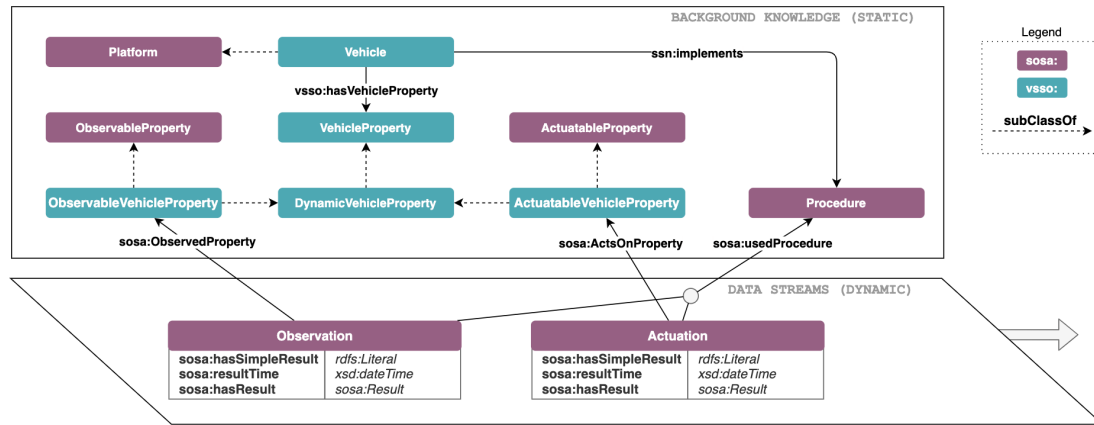 BACKGROUND KNOWLEDGE (STATIC)
Legend
Platform
Vehicle
ssn:implements
sosa:
vsso:
vsso:hasVehicleProperty
ObservableProperty
VehicleProperty
ActuatableProperty
subClassOf
ObservableVehicleProperty
DynamicVehicleProperty
ActuatableVehicleProperty
Procedure
sosa:ObservedProperty
sosa:ActsOnProperty
sosa:usedProcedure
DATA STREAMS (DYNAMIC)
Observation
sosa:hasSimpleResult rdfs:Literal
sosa:resultTime xsd:dateTime
sosa:hasResult sosa:Result
Actuation
sosa:hasSimpleResult rdfs:Literal
sosa:resultTime xsd:dateTime
sosa:hasResult sosa:Result